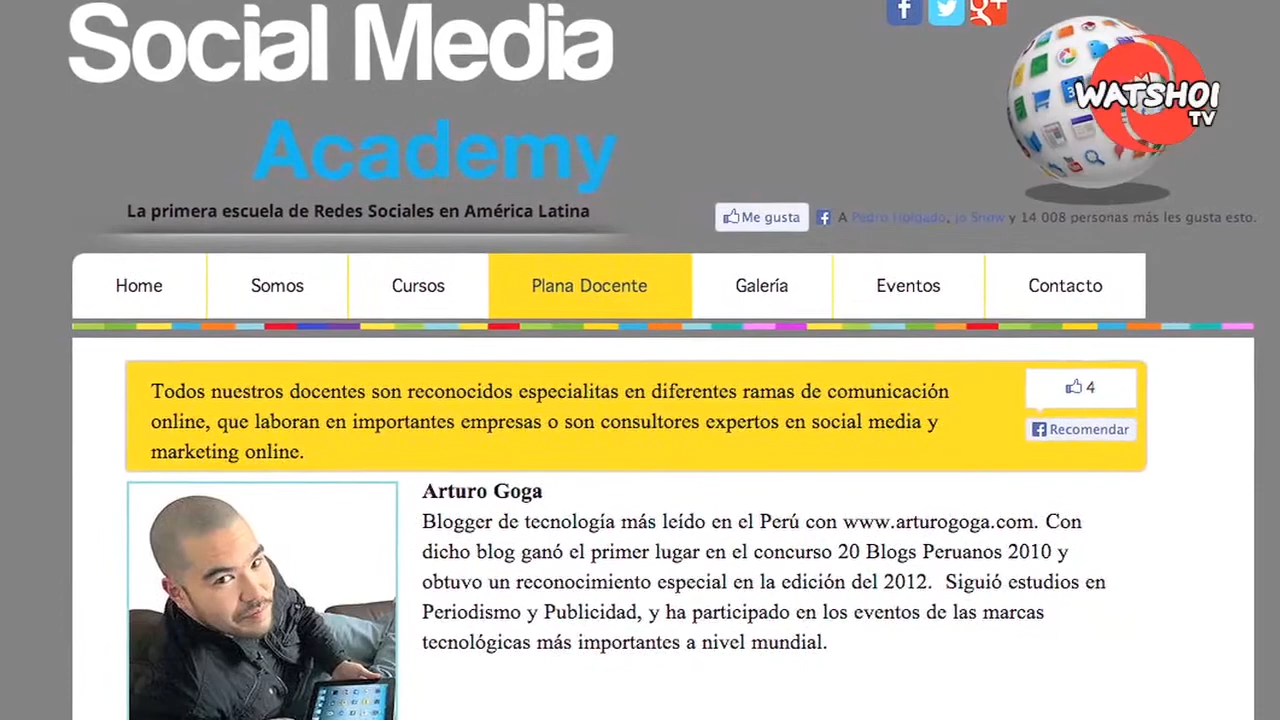 Social Media
Academy
La primera escuela de Redes Sociales en América Latina
WATSHO!
TV
Me gusta
A Pedro Holgado, Jo Snow y 14 008 personas más les gusta esto.
Home Somos Cursos Plana Docente Galería Eventos Contacto
Todos nuestros docentes son reconocidos especialitas en diferentes ramas de comunicación
online, que laboran en importantes empresas o son consultores expertos en social media y
marketing online.
4
Recomendar
Arturo Goga
Blogger de tecnología más leído en el Perú con www.arturogoga.com. Con
dicho blog ganó el primer lugar en el concurso 20 Blogs Peruanos 2010 y
obtuvo un reconocimiento especial en la edición del 2012. Siguió estudios en
Periodismo y Publicidad, y ha participado en los eventos de las marcas
tecnológicas más importantes a nivel mundial.